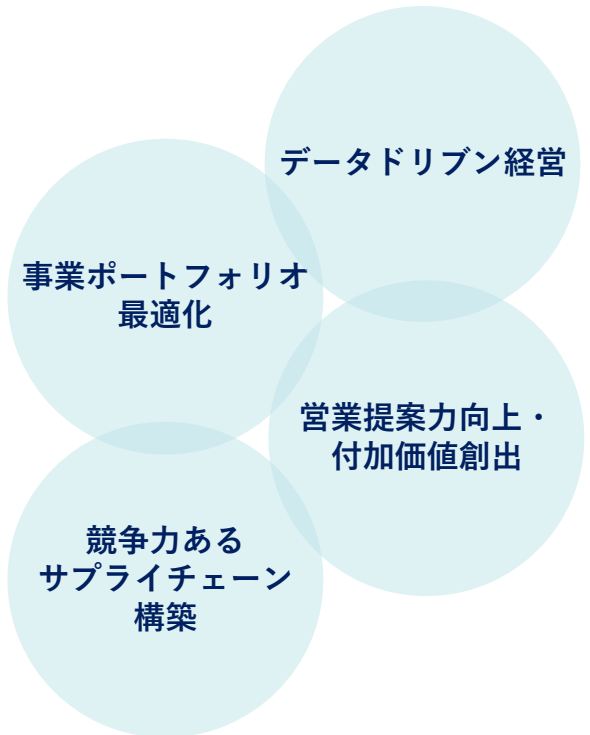 データドリブン経営
事業ポートフォリオ
最適化
営業提案力向上・
付加価値創出
競争力ある
サプライチェーン
構築